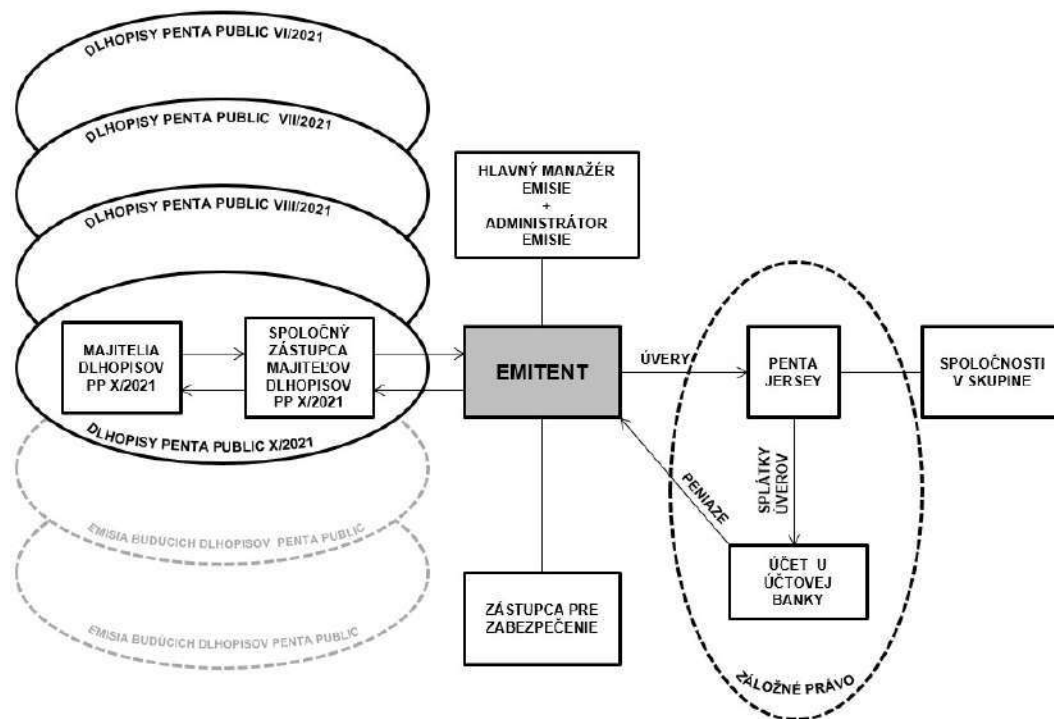 DLHOPISY PENTA PUBLIC VI/2021
DLHOPISY PENTA PUBLIC VII/2021
DLHOPISY PENTA PUBLIC VIII/2021
MAJITELIA
DLHOPISOV
PP X/2021
SPOLOČNÝ
ZÁSTUPCA
MAJITEĽOV
DLHOPISOV
PP X/2021
DLHOPISY PENTA PUBLIC X/2021
EMISIA BUDÚCICH DLHOPISOV PENTA PUBLIC
EMISIA BUDÚCICH DLHOPISOV PENTA PUBLIC
HLAVNÝ MANAŽÉR
EMISIE
+
ADMINISTRÁTOR
EMISIE
EMITENT
ZÁSTUPCA PRE
ZABEZPEČENIE
ÚVERY
PENTA
JERSEY
SPOLOČNOSTI
V SKUPINE
PENIAZE
SPLÁTKY
ÚVEROV
ÚČET U
ÚČTOVEJ
BANKY
ZÁLOŽNÉ PRÁVO